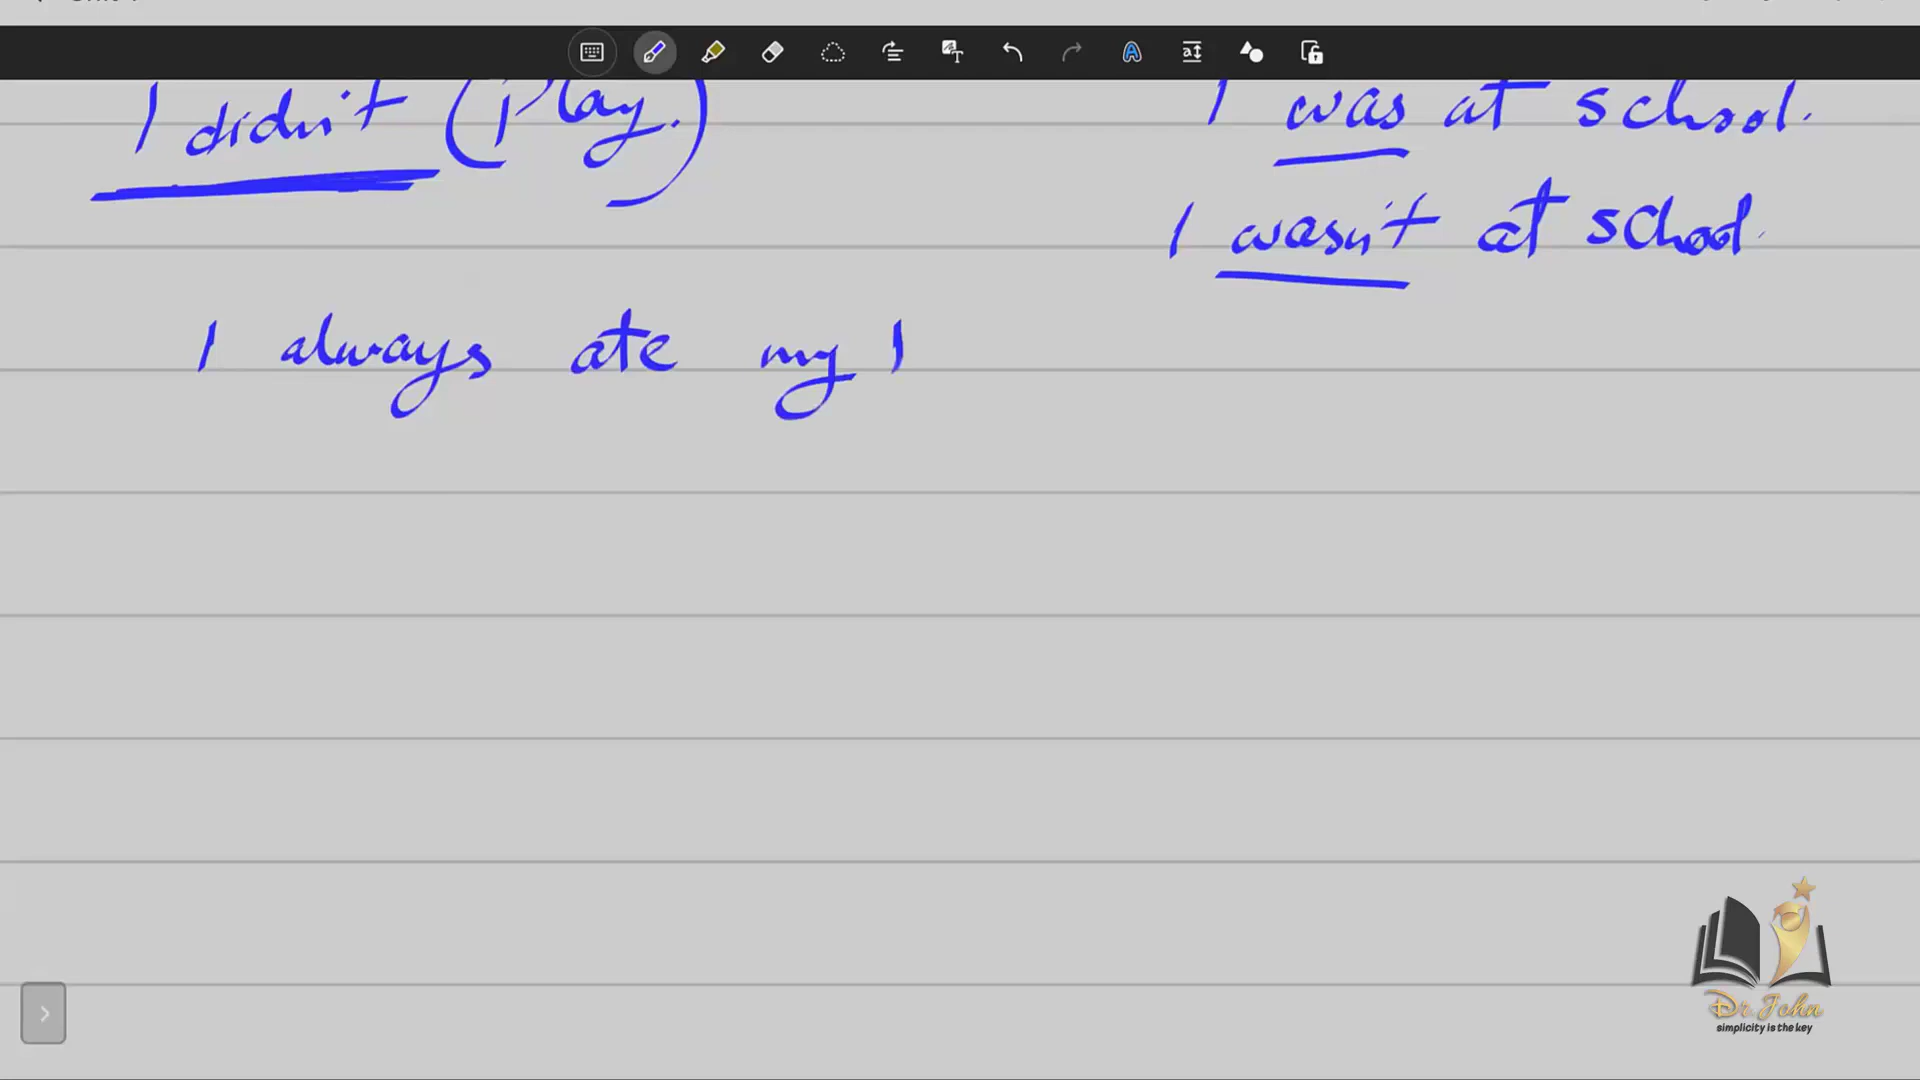 I didn't (Play.)
I was at school.
I wasn't at school.
I always ate my
Dr. John
simplicity is the key